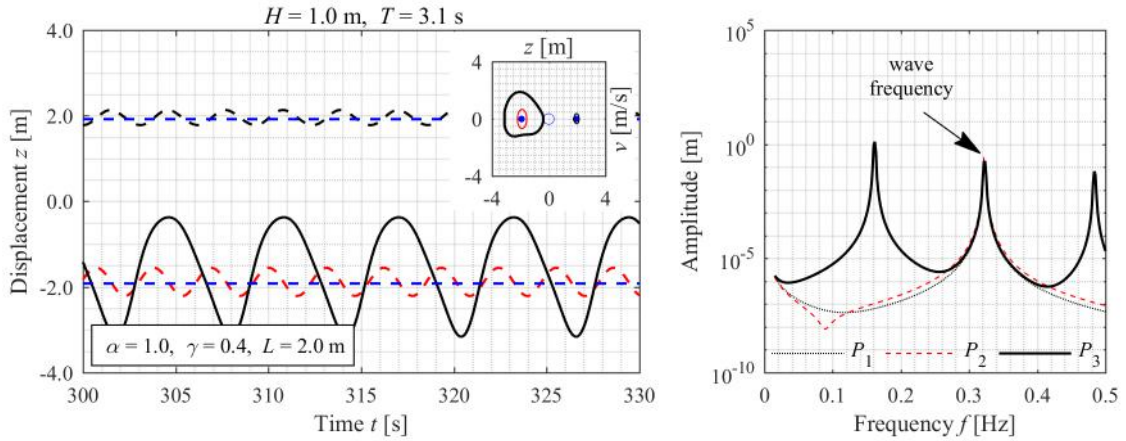 H = 1.0 m, T = 3.1 s
Displacement z [m]
4.0
2.0
0.0
-2.0
-4.0
z [m]
v [m/s]
4
0
-4
-4 0 4
α = 1.0, γ = 0.4, L = 2.0 m
300 305 310 315 320 325 330
Time t [s]
Amplitude [m]
10^5
10^0
10^-5
10^-10
wave
frequency
P_1 P_2 P_3
0 0.1 0.2 0.3 0.4 0.5
Frequency f [Hz]